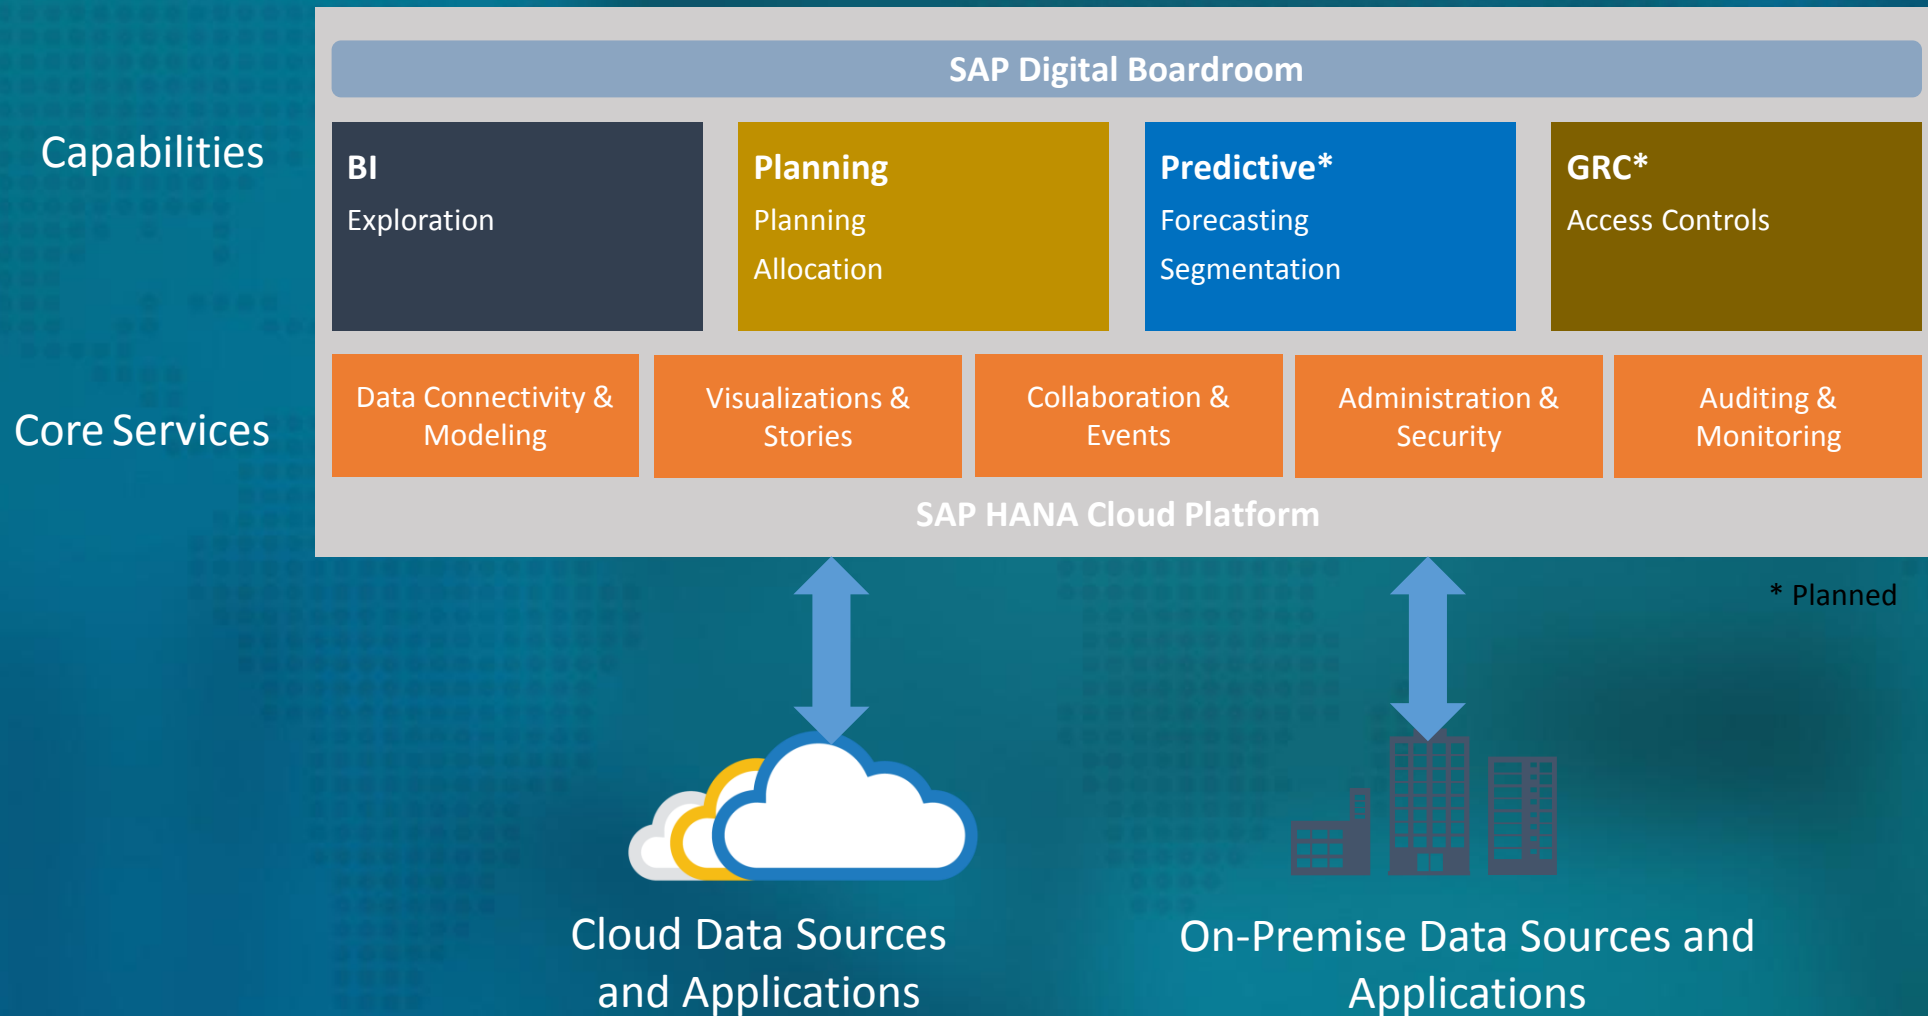 SAP Digital Boardroom
Capabilities
BI
Exploration
Planning
Planning
Allocation
Predictive*
Forecasting
Segmentation
GRC*
Access Controls
Core Services
Data Connectivity &
Modeling
Visualizations &
Stories
Collaboration &
Events
Administration &
Security
Auditing &
Monitoring
SAP HANA Cloud Platform
* Planned
Cloud Data Sources
and Applications
On-Premise Data Sources and
Applications